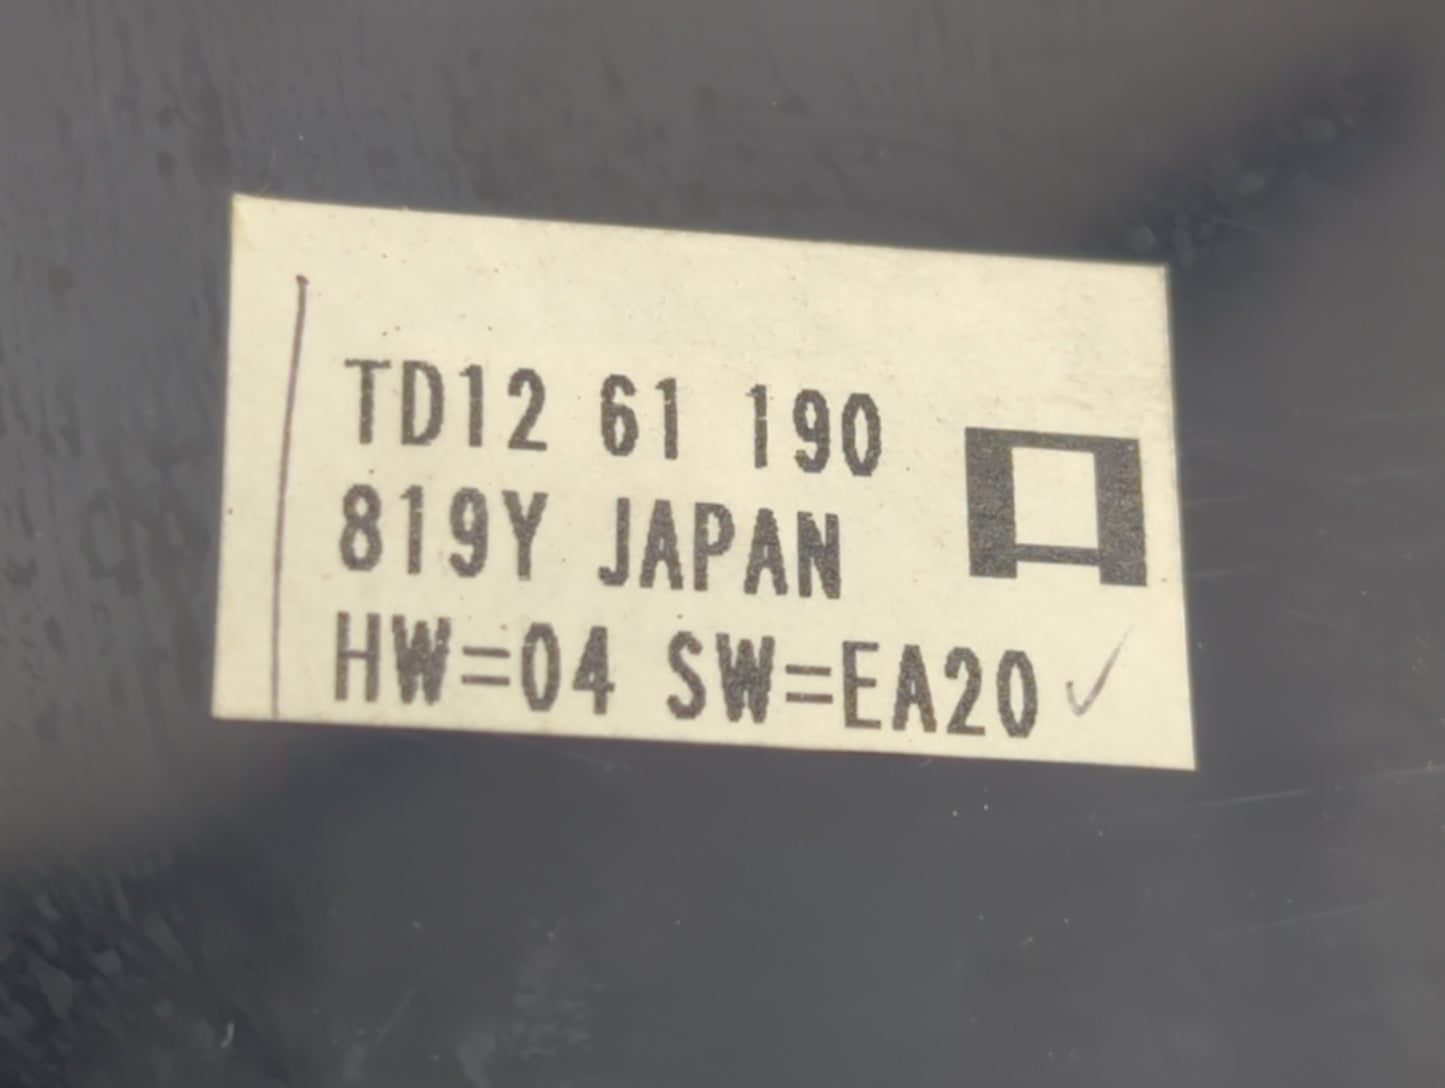 TD12 61 190
819Y JAPAN
HW=04 SW=EA20